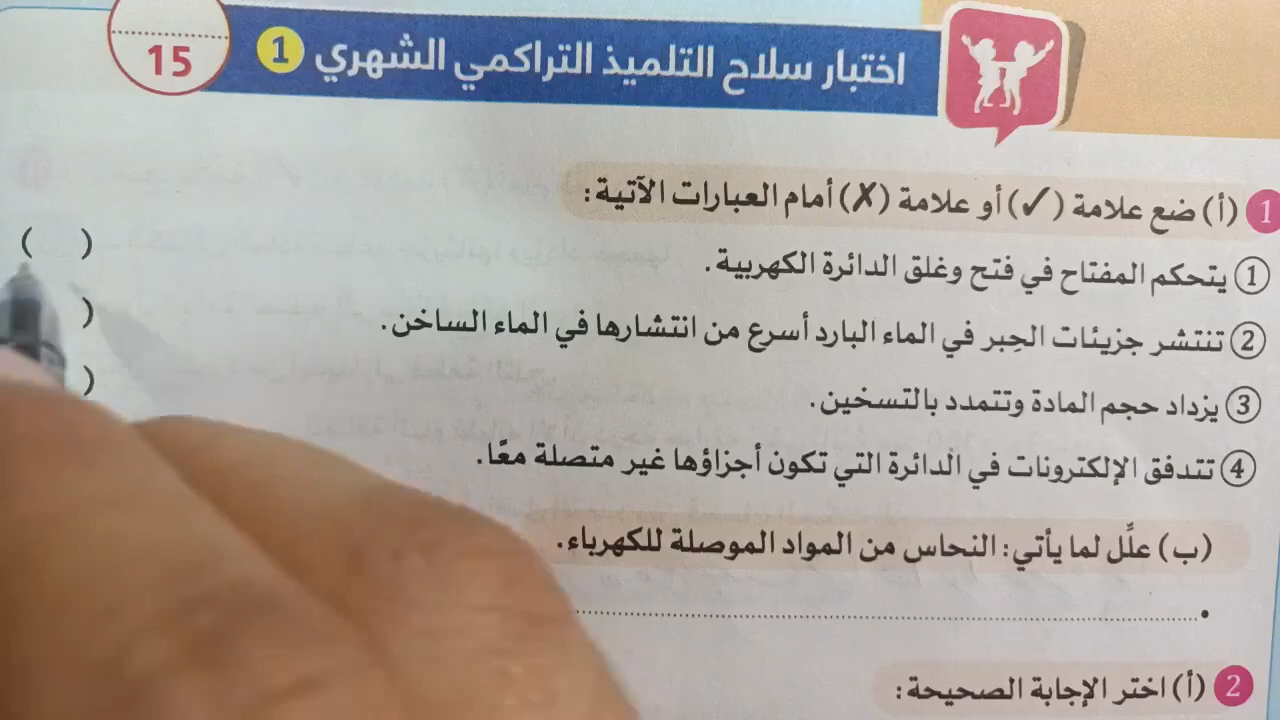 اختبار سلاح التلميذ التراكمي الشهري 1
15
1 (أ) ضع علامة (✓) أو علامة (✗) أمام العبارات الآتية:
① يتحكم المفتاح في فتح وغلق الدائرة الكهربية. ( )
② تنتشر جزيئات الحِبر في الماء البارد أسرع من انتشارها في الماء الساخن. )
③ يزداد حجم المادة وتتمدد بالتسخين. )
④ تتدفق الإلكترونات في الدائرة التي تكون أجزاؤها غير متصلة معًا.
(ب) علِّل لما يأتي: النحاس من المواد الموصلة للكهرباء.
2 (أ) اختر الإجابة الصحيحة: